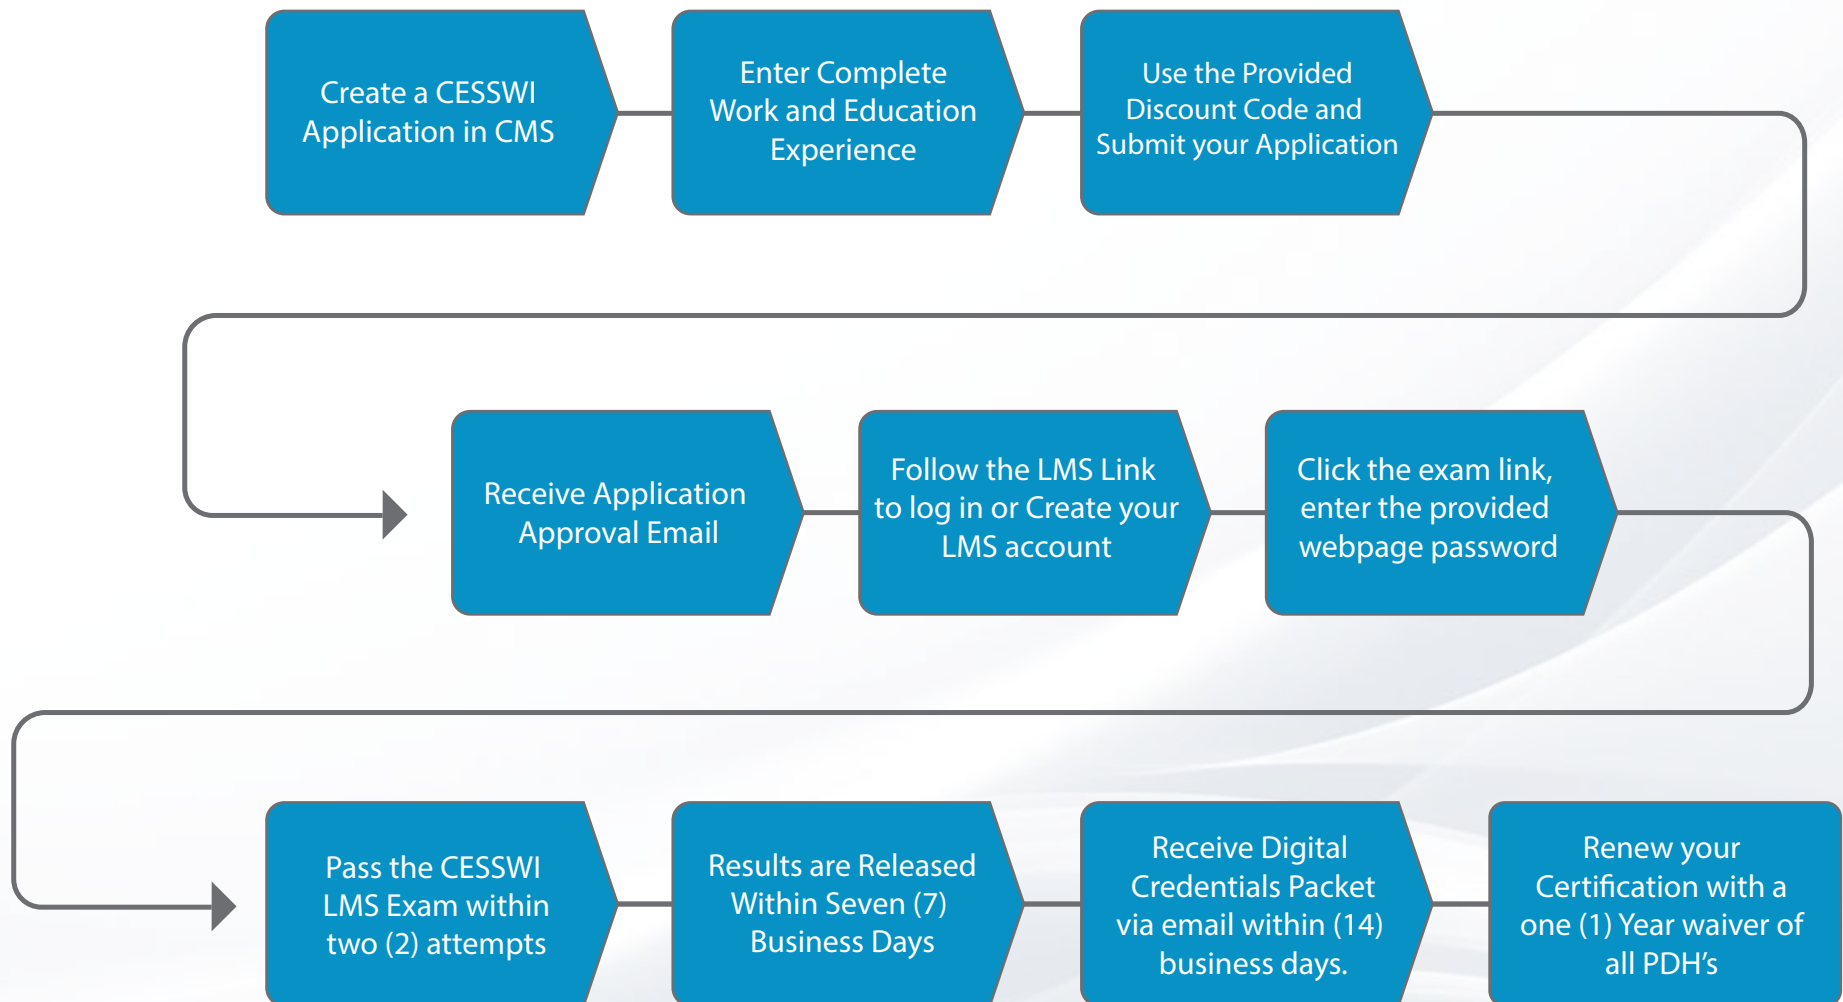 Create a CESSWI
Application in CMS
Enter Complete
Work and Education
Experience
Use the Provided
Discount Code and
Submit your Application
Receive Application
Approval Email
Follow the LMS Link
to log in or Create your
LMS account
Click the exam link,
enter the provided
webpage password
Pass the CESSWI
LMS Exam within
two (2) attempts
Results are Released
Within Seven (7)
Business Days
Receive Digital
Credentials Packet
via email within (14)
business days.
Renew your
Certification with a
one (1) Year waiver of
all PDH's